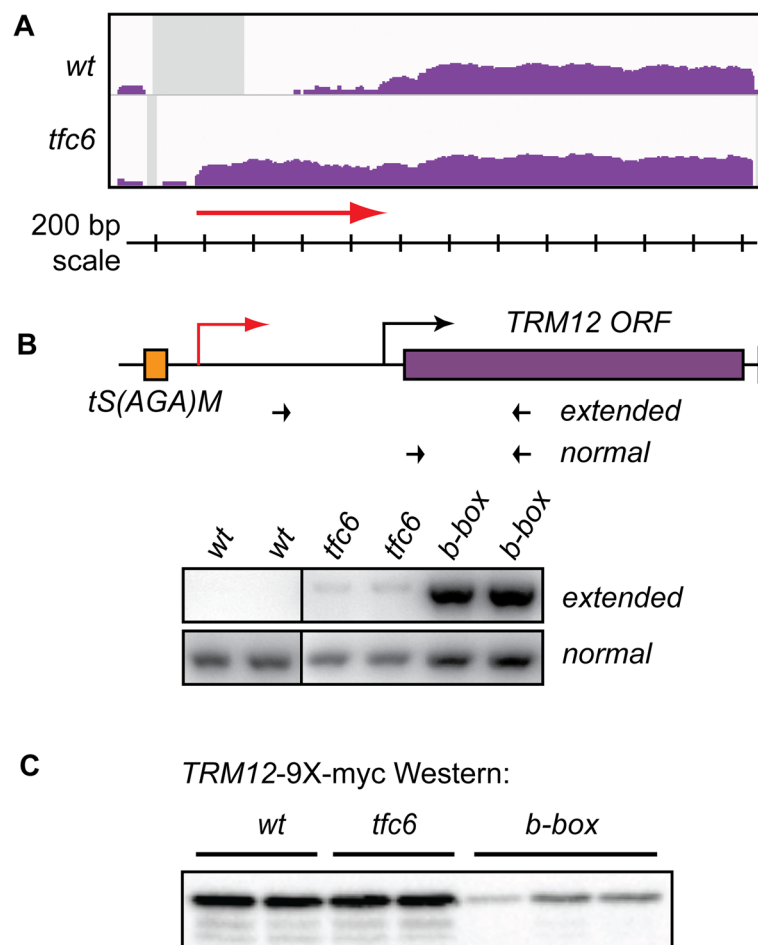 A
wt
tfc6
200 bp
scale
B
TRM12 ORF
tS(AGA)M
extended
normal
wt wt tfc6 tfc6 b-box b-box
extended
normal
C
TRM12-9X-myc Western:
wt tfc6 b-box